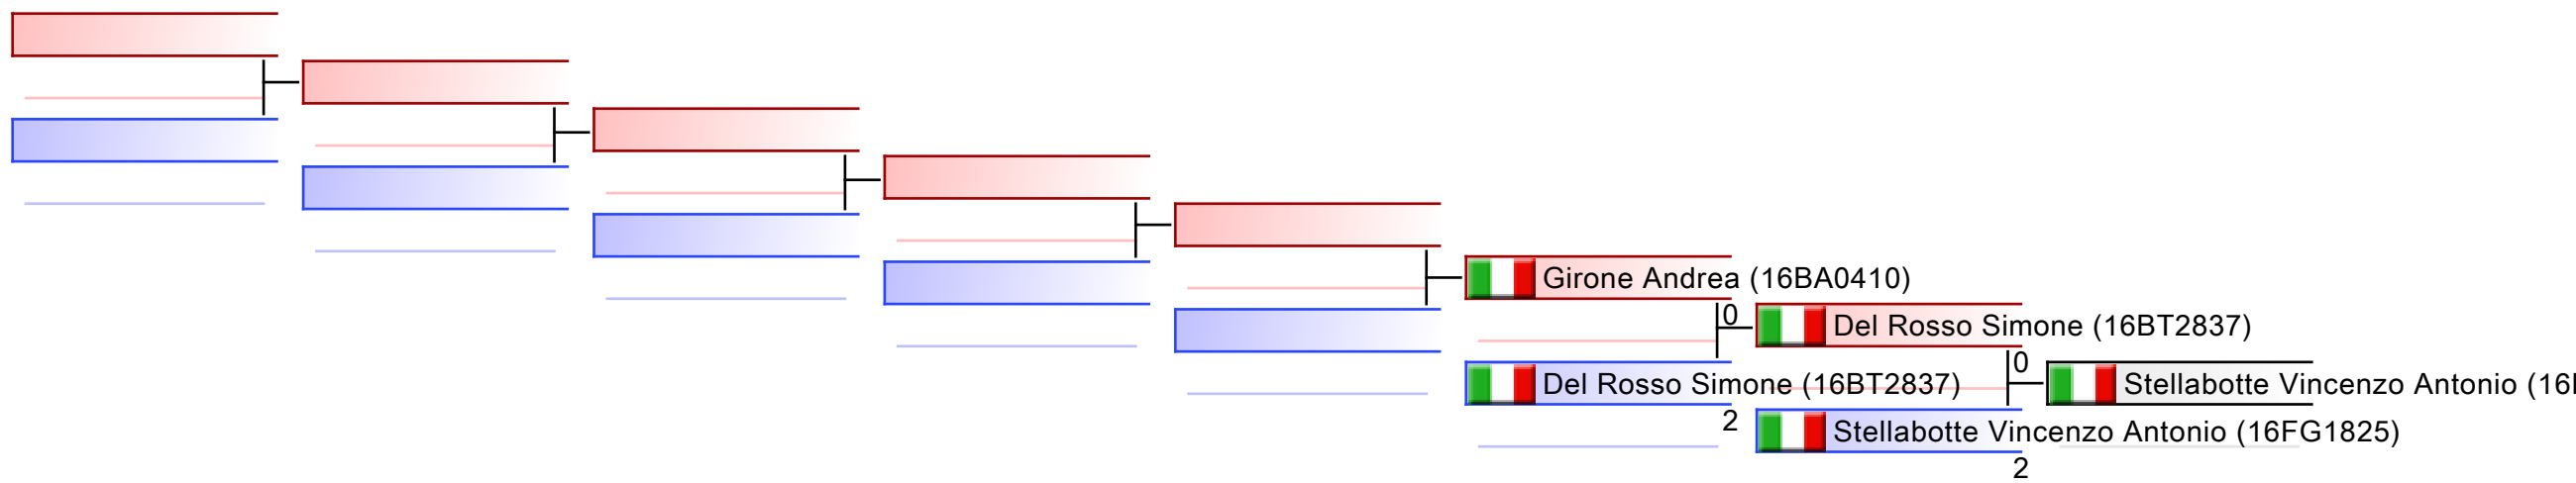 Girone Andrea (16BA0410)
0
Del Rosso Simone (16BT2837)
0
Del Rosso Simone (16BT2837)
Stellabotte Vincenzo Antonio (16
2
Stellabotte Vincenzo Antonio (16FG1825)
2